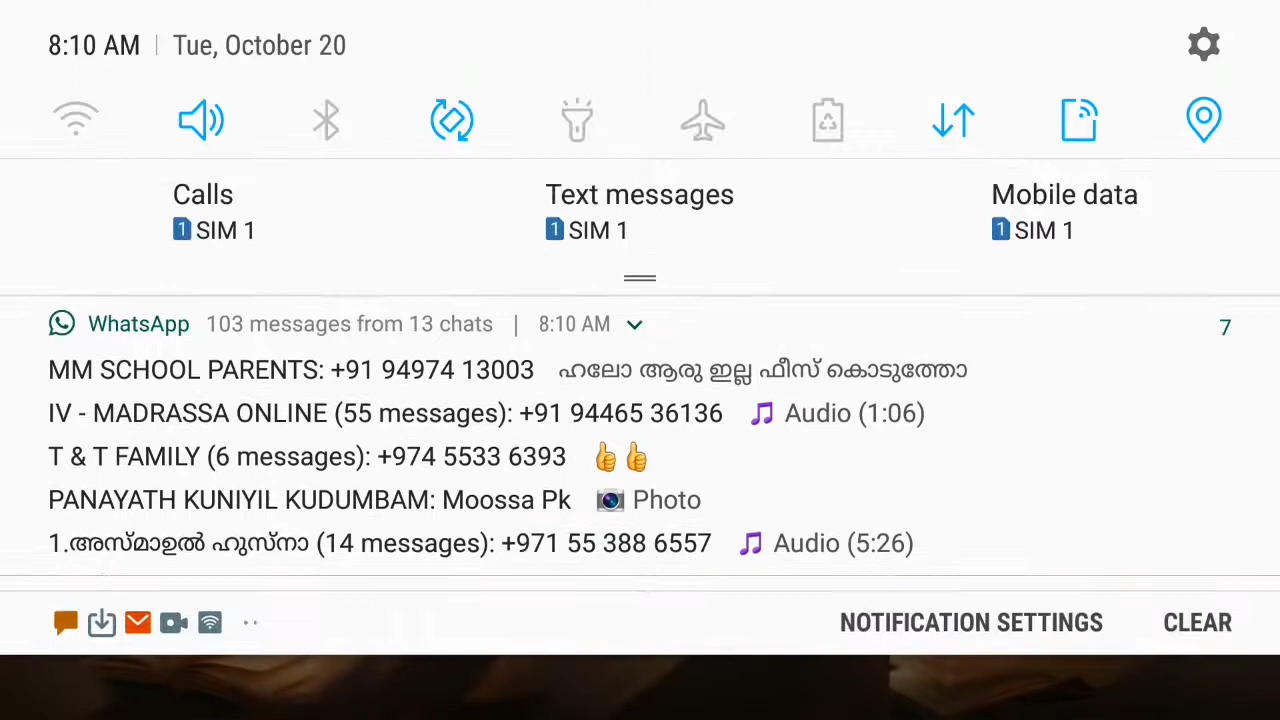 8:10 AM | Tue, October 20
Calls
1 SIM 1
Text messages
1 SIM 1
Mobile data
1 SIM 1
WhatsApp 103 messages from 13 chats | 8:10 AM 7
MM SCHOOL PARENTS: +91 94974 13003 ഹലോ ആരു ഇല്ല ഫീസ് കൊടുത്തോ
IV - MADRASSA ONLINE (55 messages): +91 94465 36136 🎵 Audio (1:06)
T & T FAMILY (6 messages): +974 5533 6393 👍👍
PANAYATH KUNIYIL KUDUMBAM: Moossa Pk 📷 Photo
1.അസ്മാഉൽ ഹുസ്നാ (14 messages): +971 55 388 6557 🎵 Audio (5:26)
NOTIFICATION SETTINGS CLEAR